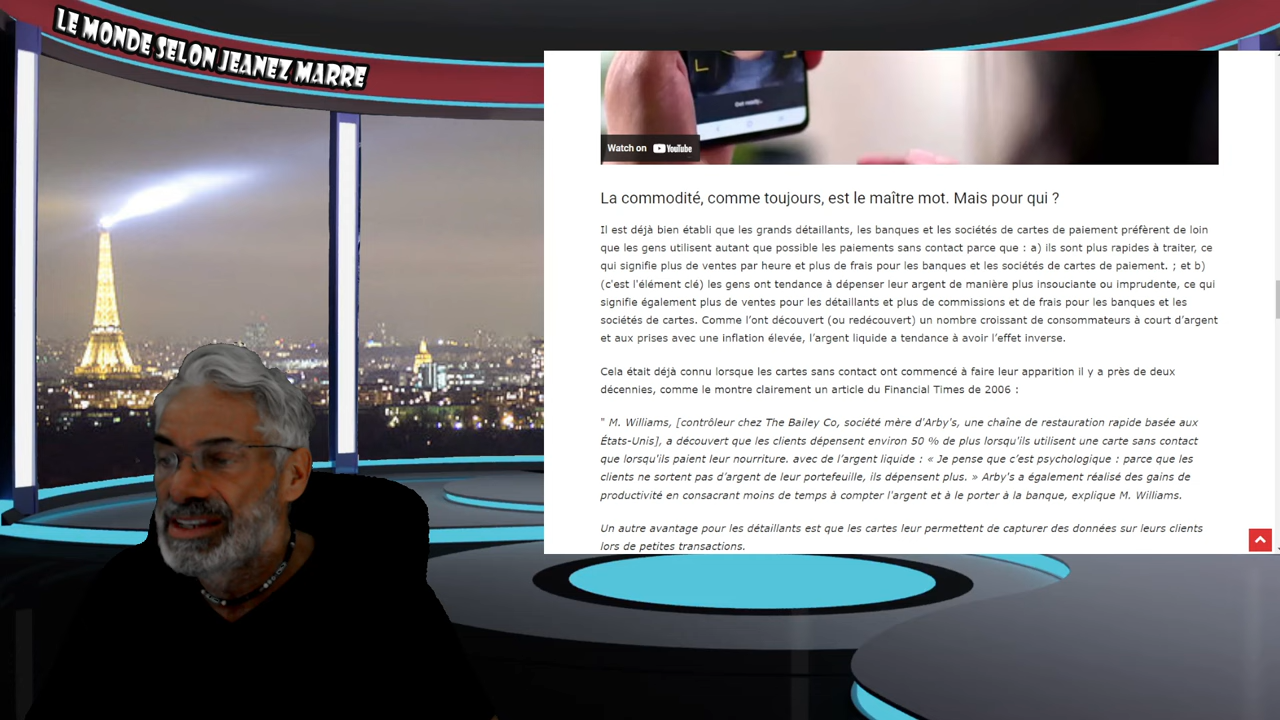 LE MONDE SELON JEANEZ MARRE
Watch on YouTube
La commodité, comme toujours, est le maître mot. Mais pour qui ?
Il est déjà bien établi que les grands détaillants, les banques et les sociétés de cartes de paiement préfèrent de loin
que les gens utilisent autant que possible les paiements sans contact parce que : a) ils sont plus rapides à traiter, ce
qui signifie plus de ventes par heure et plus de frais pour les banques et les sociétés de cartes de paiement. ; et b)
(c'est l'élément clé) les gens ont tendance à dépenser leur argent de manière plus insouciante ou imprudente, ce qui
signifie également plus de ventes pour les détaillants et plus de commissions et de frais pour les banques et les
sociétés de cartes. Comme l’ont découvert (ou redécouvert) un nombre croissant de consommateurs à court d’argent
et aux prises avec une inflation élevée, l’argent liquide a tendance à avoir l’effet inverse.
Cela était déjà connu lorsque les cartes sans contact ont commencé à faire leur apparition il y a près de deux
décennies, comme le montre clairement un article du Financial Times de 2006 :
" M. Williams, [contrôleur chez The Bailey Co, société mère d'Arby's, une chaîne de restauration rapide basée aux
États-Unis], a découvert que les clients dépensent environ 50 % de plus lorsqu'ils utilisent une carte sans contact
que lorsqu'ils paient leur nourriture. avec de l’argent liquide : « Je pense que c’est psychologique : parce que les
clients ne sortent pas d’argent de leur portefeuille, ils dépensent plus. » Arby's a également réalisé des gains de
productivité en consacrant moins de temps à compter l'argent et à le porter à la banque, explique M. Williams.
Un autre avantage pour les détaillants est que les cartes leur permettent de capturer des données sur leurs clients
lors de petites transactions.